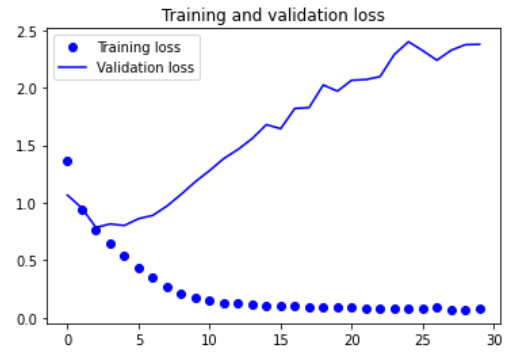 Training and validation loss
Training loss
Validation loss
2.5
2.0
1.5
1.0
0.5
0.0
0 5 10 15 20 25 30